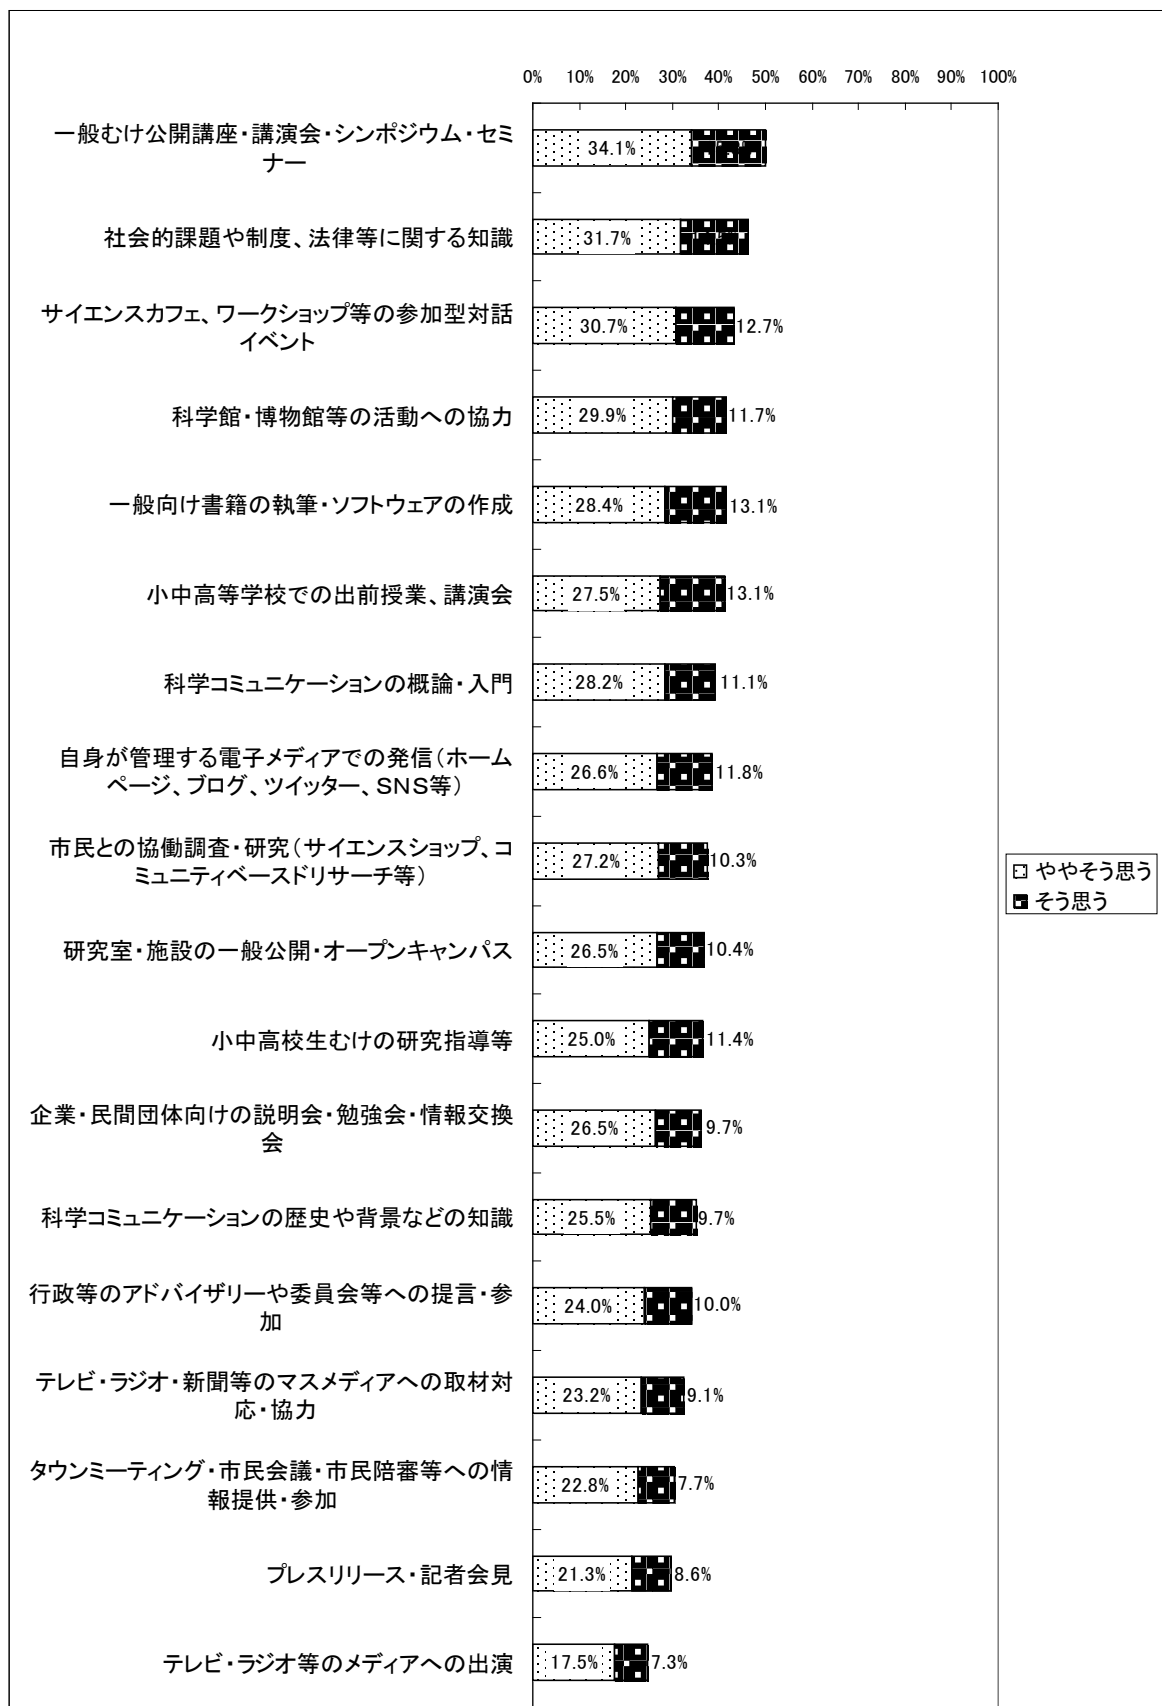 0% 10% 20% 30% 40% 50% 60% 70% 80% 90% 100%
一般むけ公開講座・講演会・シンポジウム・セミ
ナー
34.1%
社会的課題や制度、法律等に関する知識
31.7%
サイエンスカフェ、ワークショップ等の参加型対話
イベント
30.7% 12.7%
科学館・博物館等の活動への協力
29.9% 11.7%
一般向け書籍の執筆・ソフトウェアの作成
28.4% 13.1%
小中高等学校での出前授業、講演会
27.5% 13.1%
科学コミュニケーションの概論・入門
28.2% 11.1%
自身が管理する電子メディアでの発信（ホーム
ページ、ブログ、ツイッター、SNS等）
26.6% 11.8%
市民との協働調査・研究（サイエンスショップ、コ
ミュニティベースドリサーチ等）
27.2% 10.3%
ややそう思う
そう思う
研究室・施設の一般公開・オープンキャンパス
26.5% 10.4%
小中高校生むけの研究指導等
25.0% 11.4%
企業・民間団体向けの説明会・勉強会・情報交換
会
26.5% 9.7%
科学コミュニケーションの歴史や背景などの知識
25.5% 9.7%
行政等のアドバイザリーや委員会等への提言・参
加
24.0% 10.0%
テレビ・ラジオ・新聞等のマスメディアへの取材対
応・協力
23.2% 9.1%
タウンミーティング・市民会議・市民陪審等への情
報提供・参加
22.8% 7.7%
プレスリリース・記者会見
21.3% 8.6%
テレビ・ラジオ等のメディアへの出演
17.5% 7.3%